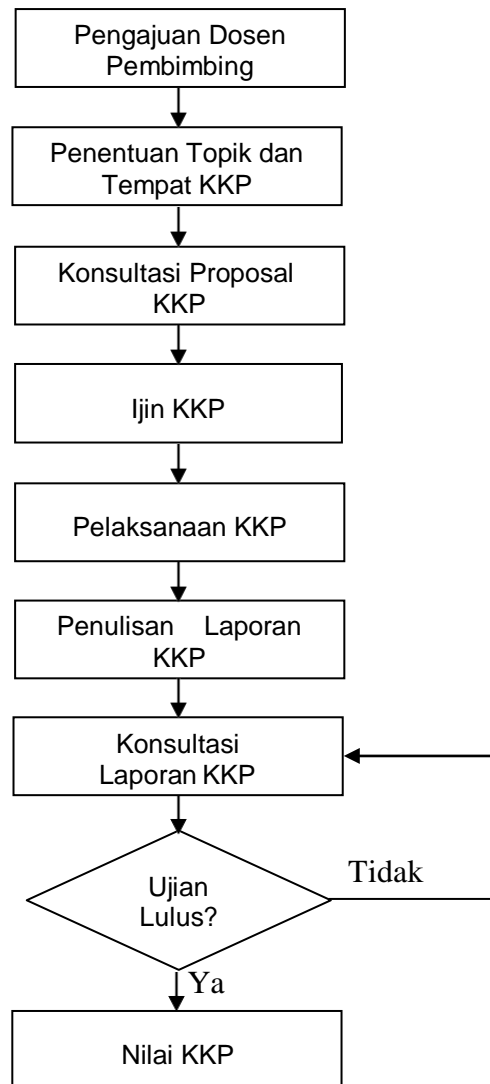 Pengajuan Dosen
Pembimbing
Penentuan Topik dan
Tempat KKP
Konsultasi Proposal
KKP
Ijin KKP
Pelaksanaan KKP
Penulisan Laporan
KKP
Konsultasi
Laporan KKP
Ujian
Lulus?
Tidak
Ya
Nilai KKP